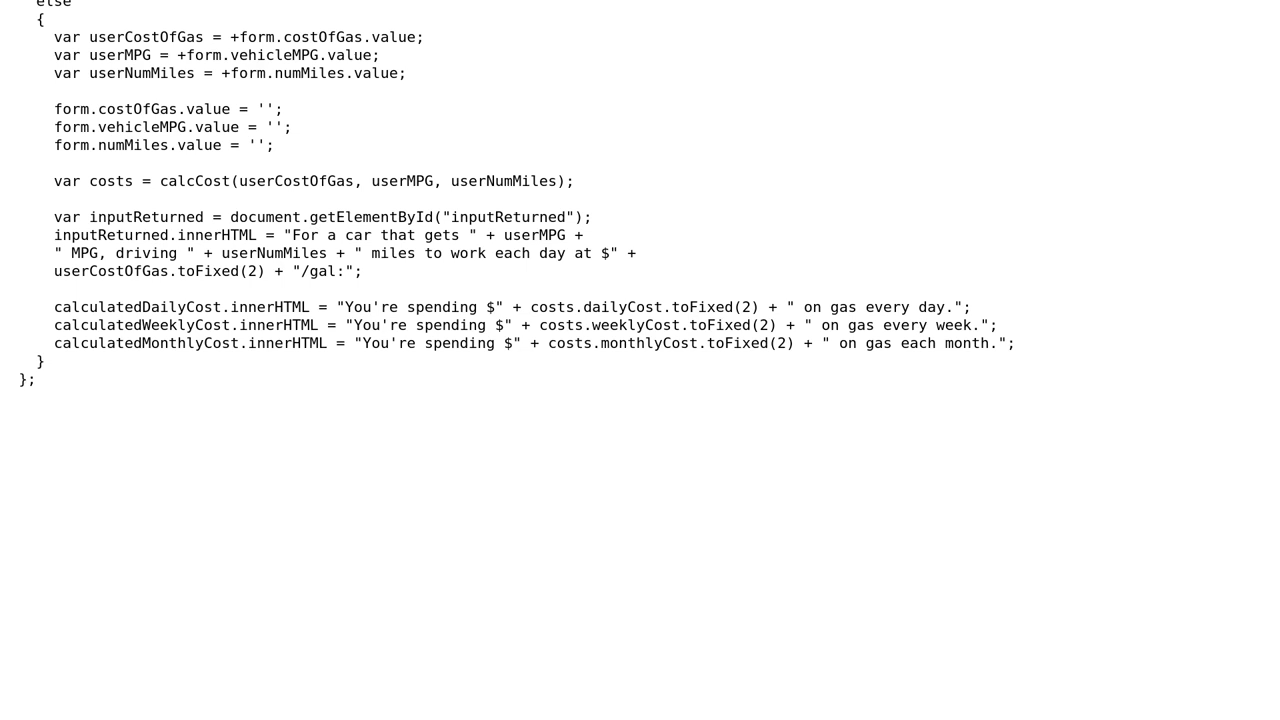 else
{
var userCostOfGas = +form.costOfGas.value;
var userMPG = +form.vehicleMPG.value;
var userNumMiles = +form.numMiles.value;
form.costOfGas.value = '';
form.vehicleMPG.value = '';
form.numMiles.value = '';
var costs = calcCost(userCostOfGas, userMPG, userNumMiles);
var inputReturned = document.getElementById("inputReturned");
inputReturned.innerHTML = "For a car that gets " + userMPG +
" MPG, driving " + userNumMiles + " miles to work each day at $" +
userCostOfGas.toFixed(2) + "/gal:";
calculatedDailyCost.innerHTML = "You're spending $" + costs.dailyCost.toFixed(2) + " on gas every day.";
calculatedWeeklyCost.innerHTML = "You're spending $" + costs.weeklyCost.toFixed(2) + " on gas every week.";
calculatedMonthlyCost.innerHTML = "You're spending $" + costs.monthlyCost.toFixed(2) + " on gas each month.";
}
};